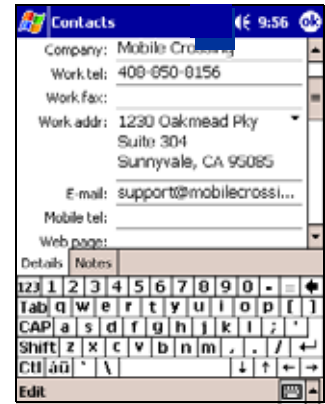 Contacts 9:56 ok
Company: Mobile Crossing
Work tel: 408-050-8156
Work fax:
Work addr: 1230 Oakmead Pky
Suite 304
Sunnyvale, CA 95085
E-mail: support@mobilecrossi...
Mobile tel:
Web page:
Details Notes
123 1 2 3 4 5 6 7 8 9 0 - =
Tab q w e r t y u i o p [ ]
CAP a s d f g h j k l ; '
Shift z x c v b n m , . /
Ctl áü ` \
Edit